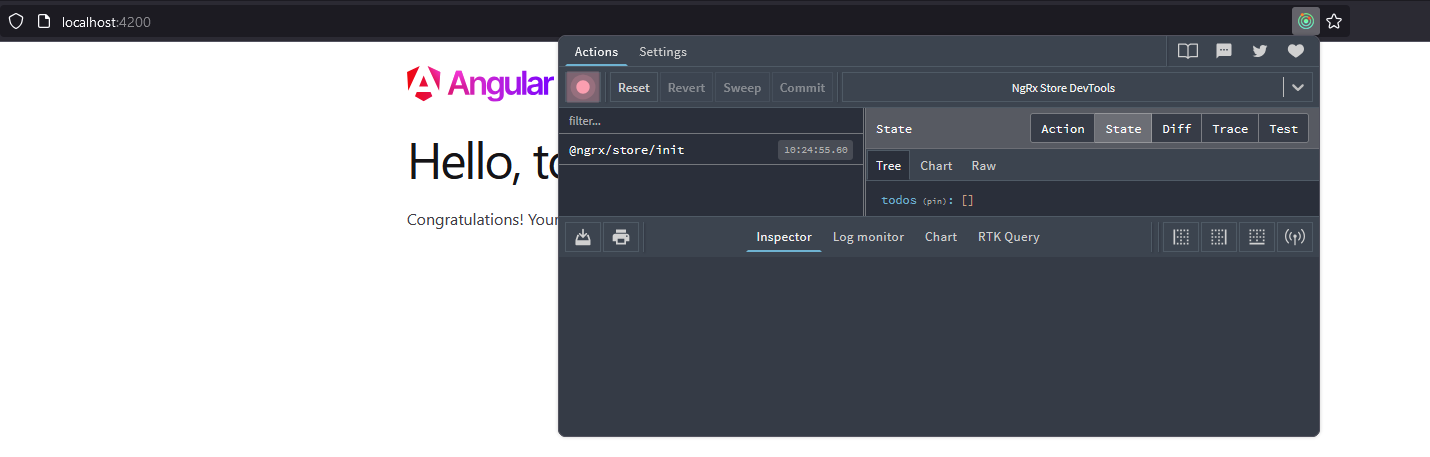 localhost:4200
Actions Settings
Angular
Reset Revert Sweep Commit NgRx Store DevTools
filter...
State Action State Diff Trace Test
@ngrx/store/init 10:24:55.60
Hello,
Tree Chart Raw
todos (pin): []
Congratulations!
Inspector Log monitor Chart RTK Query